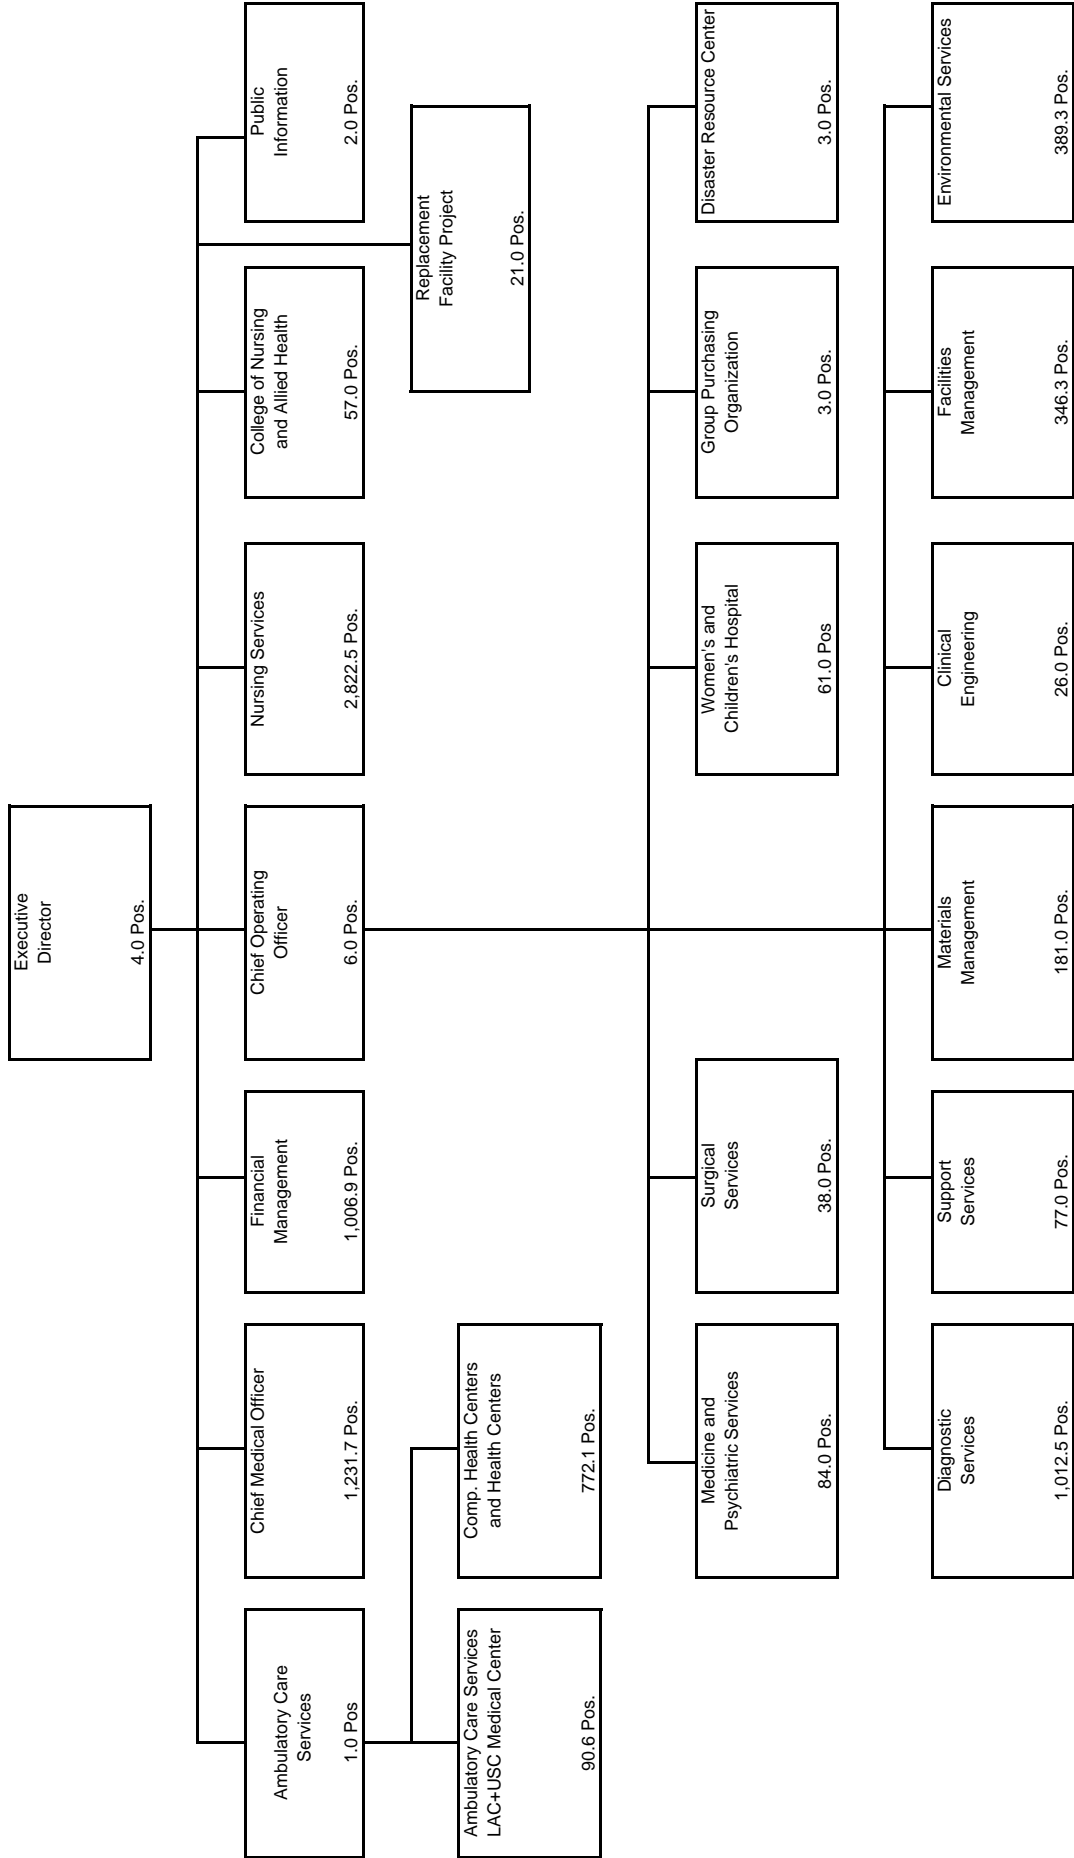 Executive
Director
4.0 Pos.
Ambulatory Care
Services
1.0 Pos
Chief Medical Officer
1,231.7 Pos.
Financial
Management
1,006.9 Pos.
Chief Operating
Officer
6.0 Pos.
Nursing Services
2,822.5 Pos.
College of Nursing
and Allied Health
57.0 Pos.
Public
Information
2.0 Pos.
Replacement
Facility Project
21.0 Pos.
Ambulatory Care Services
LAC+USC Medical Center
90.6 Pos.
Comp. Health Centers
and Health Centers
772.1 Pos.
Medicine and
Psychiatric Services
84.0 Pos.
Surgical
Services
38.0 Pos.
Women's and
Children's Hospital
61.0 Pos
Group Purchasing
Organization
3.0 Pos.
Disaster Resource Center
3.0 Pos.
Diagnostic
Services
1,012.5 Pos.
Support
Services
77.0 Pos.
Materials
Management
181.0 Pos.
Clinical
Engineering
26.0 Pos.
Facilities
Management
346.3 Pos.
Environmental Services
389.3 Pos.